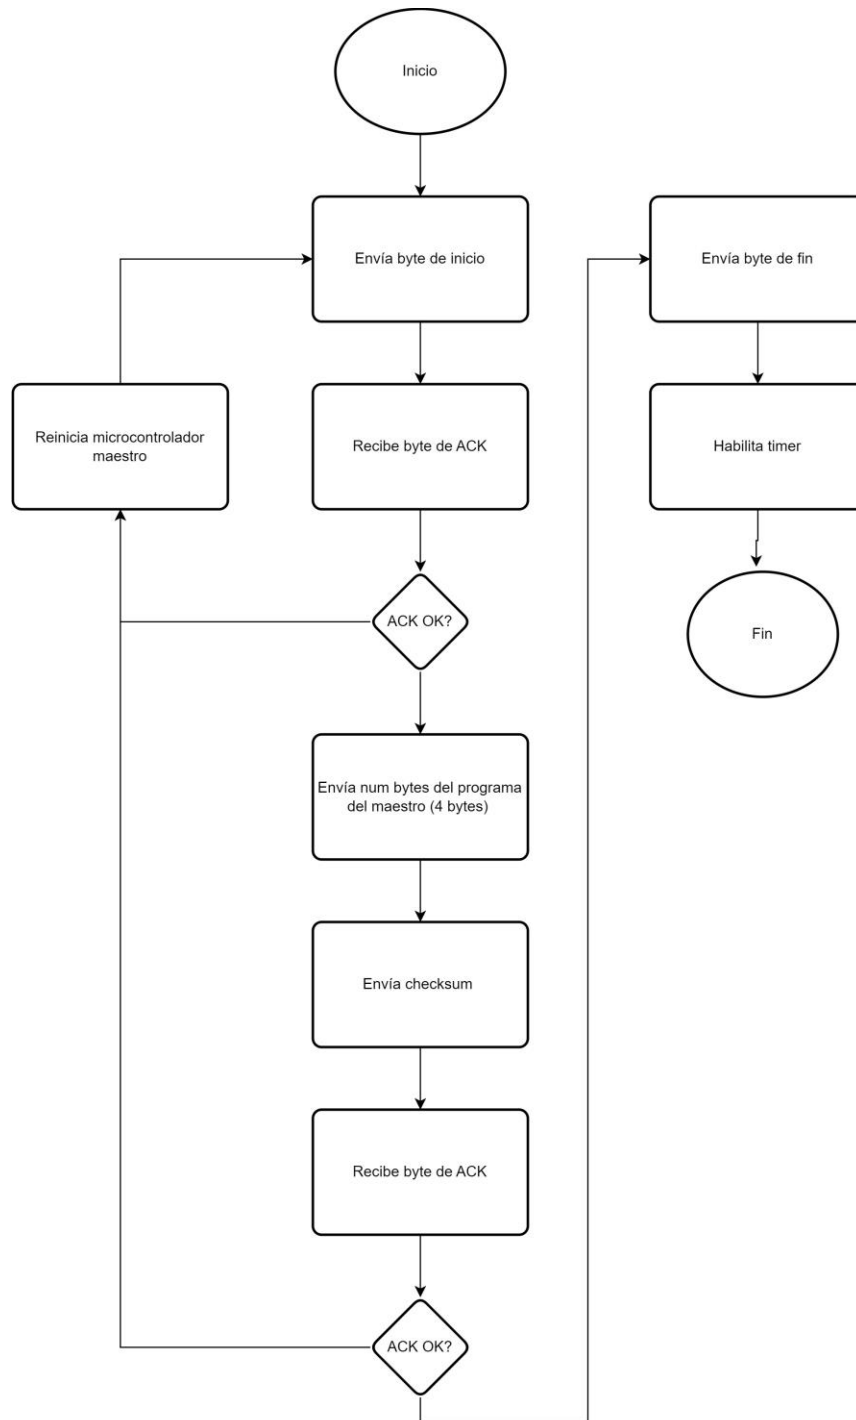 Inicio
Envía byte de inicio
Recibe byte de ACK
Reinicia microcontrolador
maestro
ACK OK?
Envía num bytes del programa
del maestro (4 bytes)
Envía checksum
Recibe byte de ACK
ACK OK?
Envía byte de fin
Habilita timer
Fin